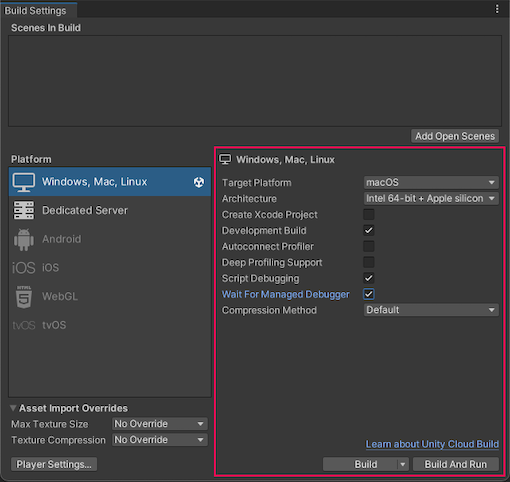 Build Settings
Scenes In Build
Add Open Scenes
Platform
Windows, Mac, Linux
Dedicated Server
Android
iOS iOS
WebGL
tvOS tvOS
Asset Import Overrides
Max Texture Size No Override
Texture Compression No Override
Player Settings...
Windows, Mac, Linux
Target Platform macOS
Architecture Intel 64-bit + Apple silicon
Create Xcode Project
Development Build
Autoconnect Profiler
Deep Profiling Support
Script Debugging
Wait For Managed Debugger
Compression Method Default
Learn about Unity Cloud Build
Build Build And Run